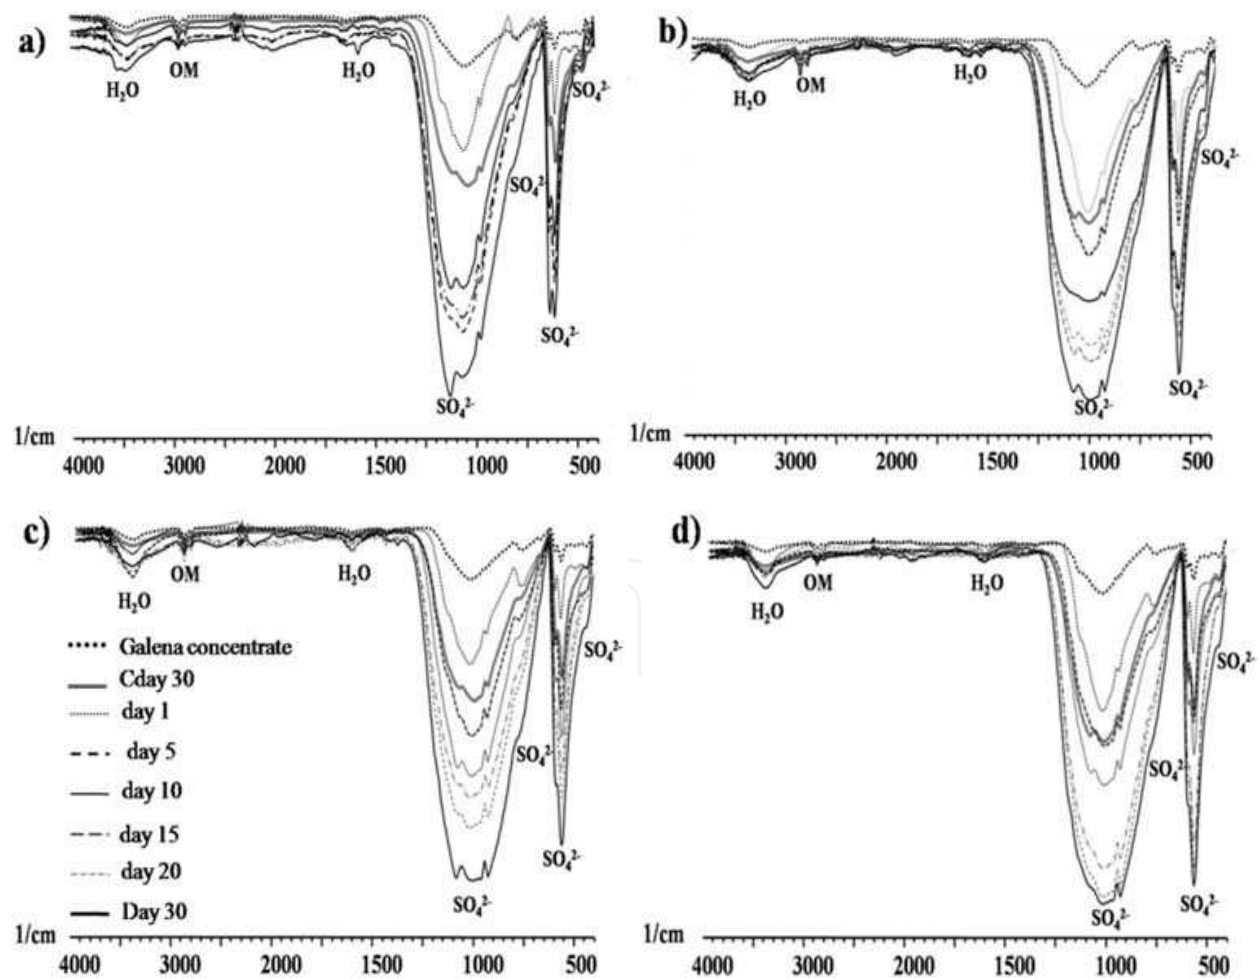 a)
H₂O
OM
H₂O
SO₄²⁻
SO₄²⁻
SO₄²⁻
SO₄²⁻
1/cm
4000 3000 2000 1500 1000 500
b)
H₂O
OM
H₂O
SO₄²⁻
SO₄²⁻
SO₄²⁻
1/cm
4000 3000 2000 1500 1000 500
c)
H₂O
OM
H₂O
SO₄²⁻
SO₄²⁻
SO₄²⁻
SO₄²⁻
Galena concentrate
Cday 30
day 1
day 5
day 10
day 15
day 20
Day 30
1/cm
4000 3000 2000 1500 1000 500
d)
H₂O
OM
H₂O
SO₄²⁻
SO₄²⁻
SO₄²⁻
SO₄²⁻
1/cm
4000 3000 2000 1500 1000 500